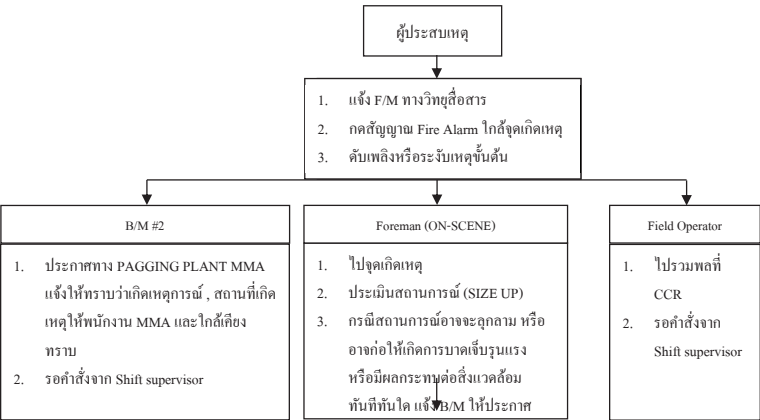 ผู้ประสบเหตุ
1. แจ้ง F/M ทางวิทยุสื่อสาร
2. กดสัญญาณ Fire Alarm ใกล้จุดเกิดเหตุ
3. ดับเพลิงหรือระงับเหตุขั้นต้น
B/M #2
1. ประกาศทาง PAGGING PLANT MMA
แจ้งให้ทราบว่าเกิดเหตุการณ์ , สถานที่เกิด
เหตุให้พนักงาน MMA และใกล้เคียง
ทราบ
2. รอคำสั่งจาก Shift supervisor
Foreman (ON-SCENE)
1. ไปจุดเกิดเหตุ
2. ประเมินสถานการณ์ (SIZE UP)
3. กรณีสถานการณ์อาจจะลุกลาม หรือ
อาจก่อให้เกิดการบาดเจ็บรุนแรง
หรือมีผลกระทบต่อสิ่งแวดล้อม
ทันทีทันใด แจ้ง B/M ให้ประกาศ
Field Operator
1. ไปรวมพลที่
CCR
2. รอคำสั่งจาก
Shift supervisor